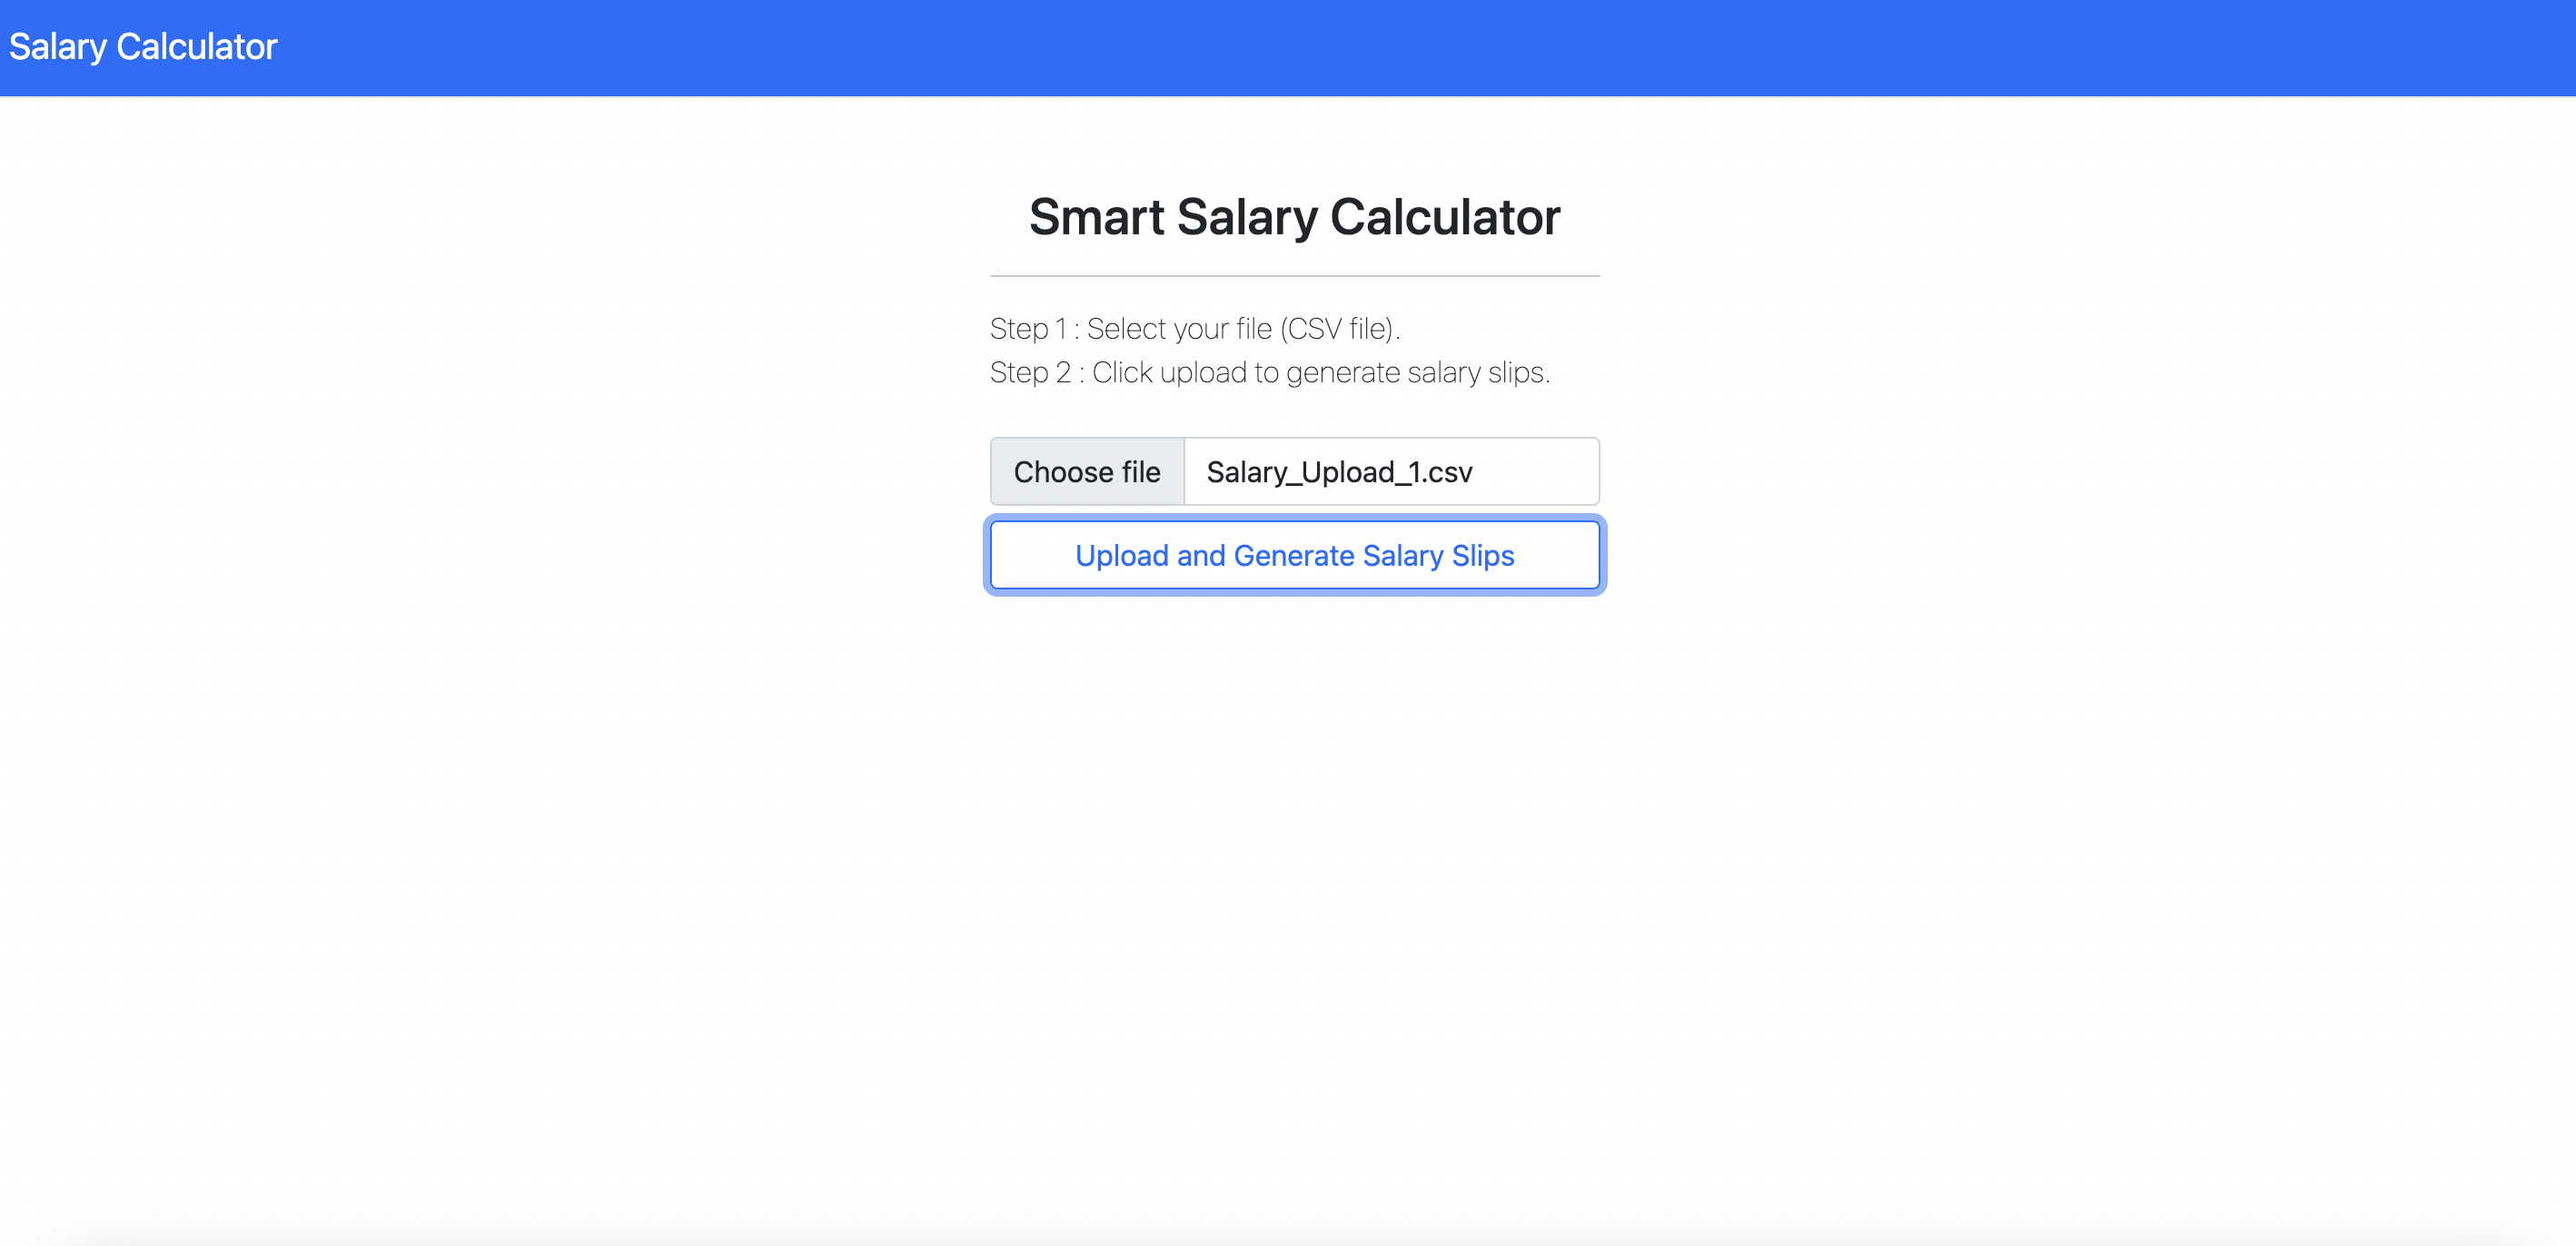 Salary Calculator
Smart Salary Calculator
Step 1 : Select your file (CSV file).
Step 2 : Click upload to generate salary slips.
Choose file Salary_Upload_1.csv
Upload and Generate Salary Slips